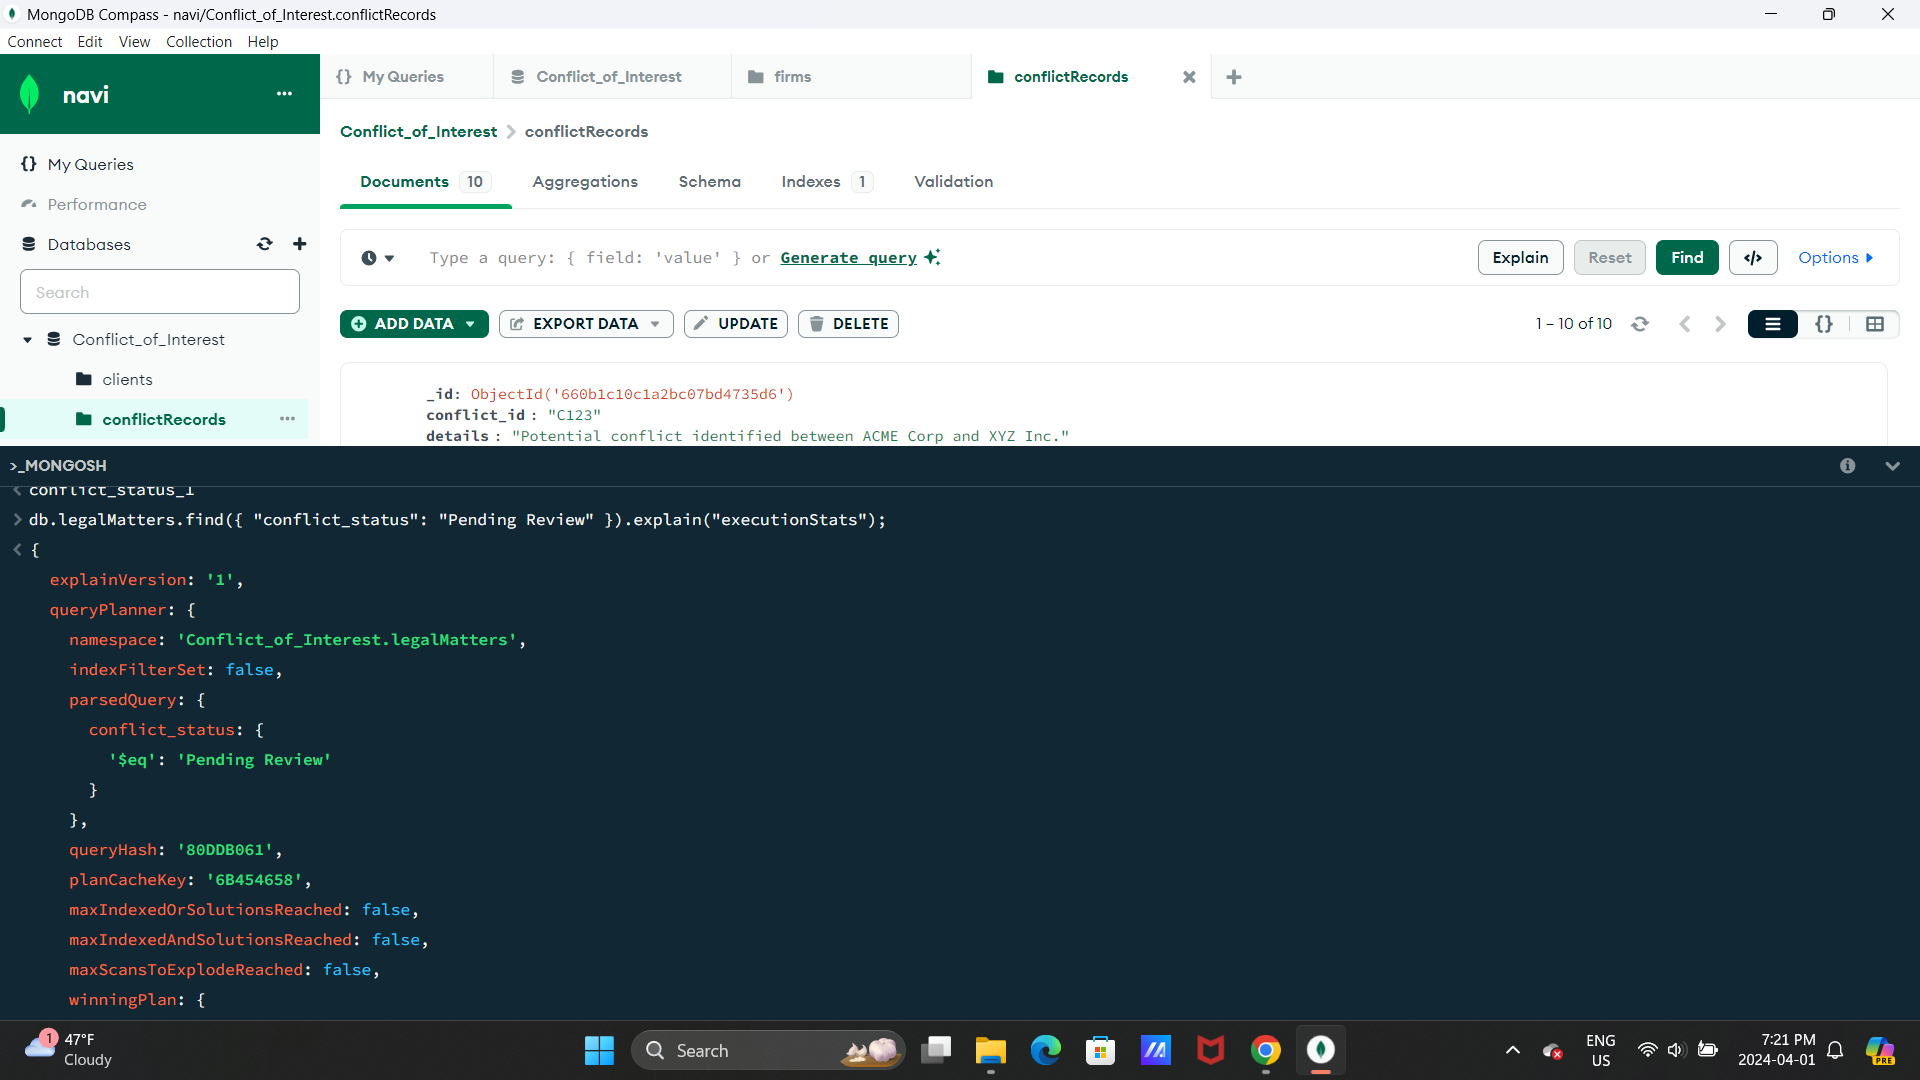 MongoDB Compass - navi/Conflict_of_Interest.conflictRecords
Connect Edit View Collection Help
navi
My Queries
Performance
Databases
Search
Conflict_of_Interest
clients
conflictRecords
{} My Queries
Conflict_of_Interest
firms
conflictRecords
Conflict_of_Interest > conflictRecords
Documents 10 Aggregations Schema Indexes 1 Validation
Type a query: { field: 'value' } or Generate query
Explain
Reset
Find
</>
Options
ADD DATA
EXPORT DATA
UPDATE
DELETE
1 – 10 of 10
_id: ObjectId('660b1c10c1a2bc07bd4735d6')
conflict_id : "C123"
details : "Potential conflict identified between ACME Corp and XYZ Inc."
>_MONGOSH
< conflict_status_1
> db.legalMatters.find({ "conflict_status": "Pending Review" }).explain("executionStats");
< {
explainVersion: '1',
queryPlanner: {
namespace: 'Conflict_of_Interest.legalMatters',
indexFilterSet: false,
parsedQuery: {
conflict_status: {
'$eq': 'Pending Review'
}
},
queryHash: '80DDB061',
planCacheKey: '6B454658',
maxIndexedOrSolutionsReached: false,
maxIndexedAndSolutionsReached: false,
maxScansToExplodeReached: false,
winningPlan: {
1
47°F
Cloudy
Search
ENG
US
7:21 PM
2024-04-01
PRE